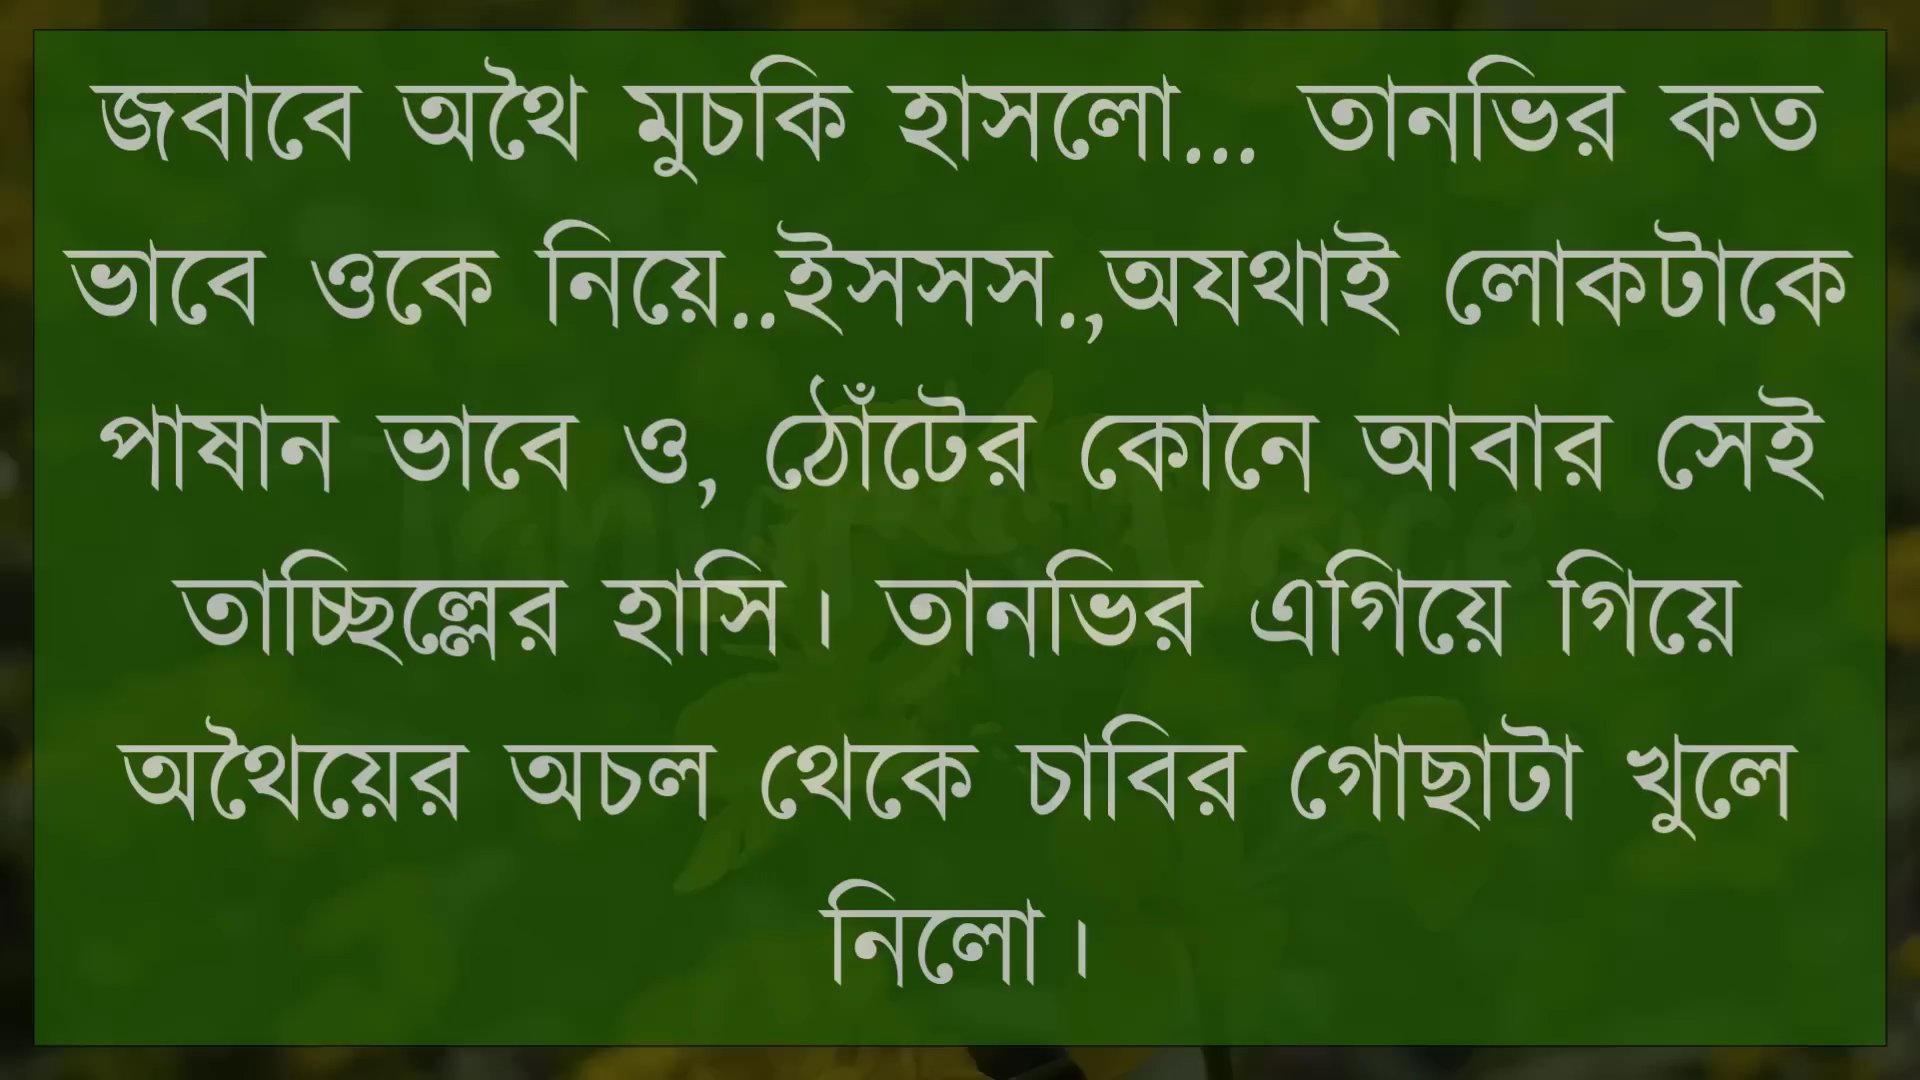 জবাবে অথৈ মুচকি হাসলো... তানভির কত
ভাবে ওকে নিয়ে..ইসসস.,অযথাই লোকটাকে
পাষান ভাবে ও, ঠোঁটের কোনে আবার সেই
তাচ্ছিল্লের হাসি। তানভির এগিয়ে গিয়ে
অথৈয়ের অচল থেকে চাবির গোছাটা খুলে
নিলো।